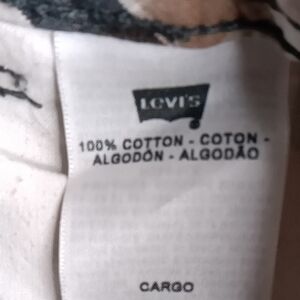 LEVI'S
100% COTTON - COTON -
ALGODÓN - ALGODÃO
CARGO